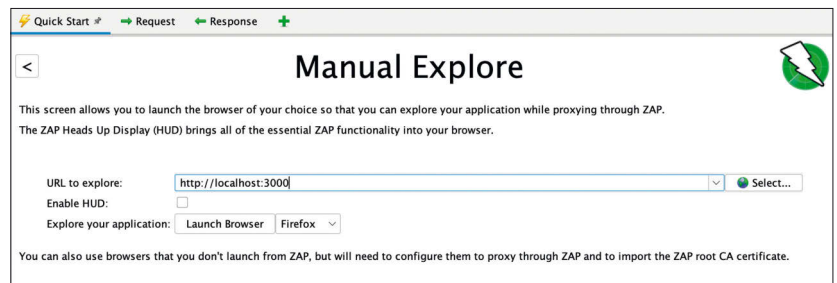 Quick Start Request Response
< Manual Explore
This screen allows you to launch the browser of your choice so that you can explore your application while proxying through ZAP.
The ZAP Heads Up Display (HUD) brings all of the essential ZAP functionality into your browser.
URL to explore: http://localhost:3000 Select...
Enable HUD:
Explore your application: Launch Browser Firefox
You can also use browsers that you don't launch from ZAP, but will need to configure them to proxy through ZAP and to import the ZAP root CA certificate.